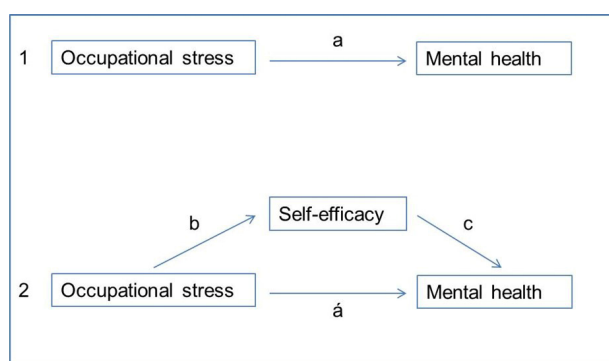 a
1 Occupational stress Mental health
Self-efficacy
b c
2 Occupational stress Mental health
á